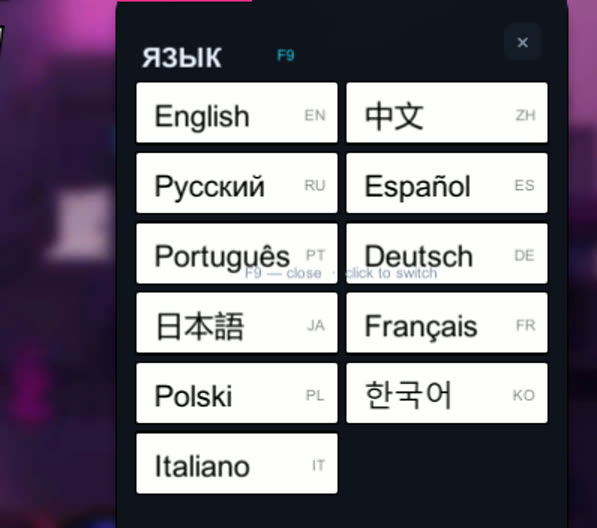 ЯЗЫК F9 ×
English EN 中文 ZH
Русский RU Español ES
Português PT Deutsch DE
F9 — close · click to switch
日本語 JA Français FR
Polski PL 한국어 KO
Italiano IT